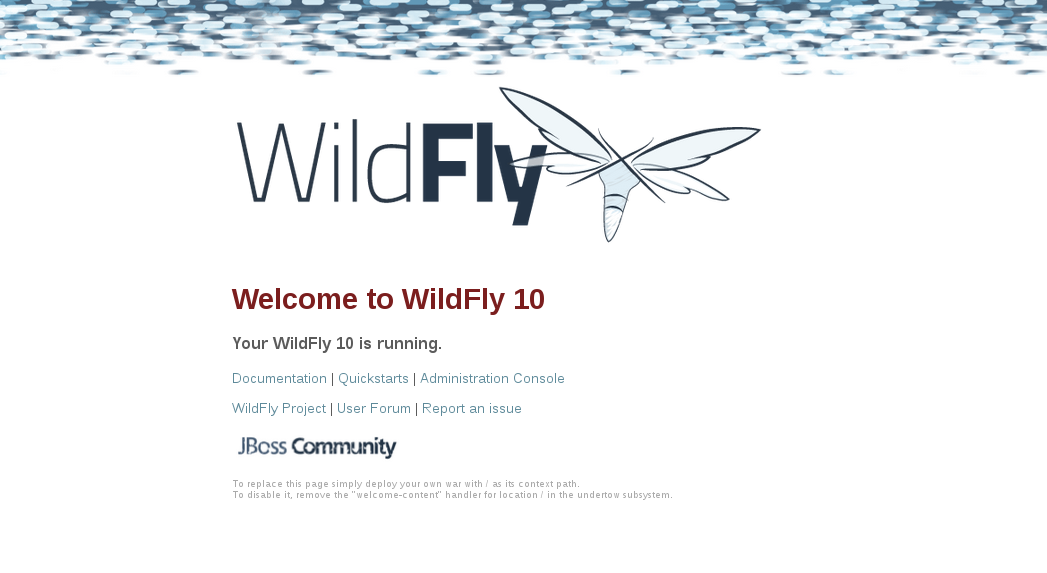 WildFly
Welcome to WildFly 10
Your WildFly 10 is running.
Documentation | Quickstarts | Administration Console
WildFly Project | User Forum | Report an issue
JBoss Community
To replace this page simply deploy your own war with / as its context path.
To disable it, remove the "welcome-content" handler for location / in the undertow subsystem.